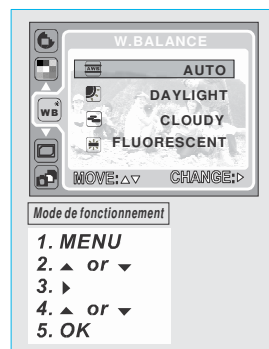 W.BALANCE
AWB AUTO
DAYLIGHT
CLOUDY
FLUORESCENT
WB
MOVE:△▽ CHANGE:▷
Mode de fonctionnement
1. MENU
2. ▲ or ▼
3. ▶
4. ▲ or ▼
5. OK